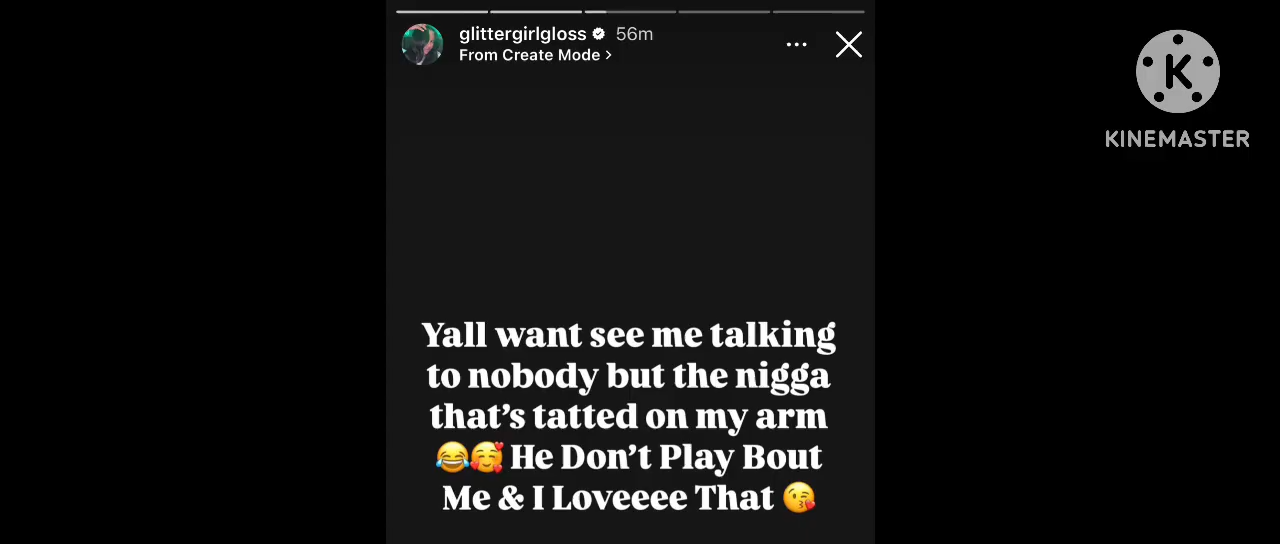 glittergirlgloss 56m
From Create Mode >
K
KINEMASTER
Yall want see me talking
to nobody but the nigga
that's tatted on my arm
😂🥰 He Don't Play Bout
Me & I Loveeee That 😘